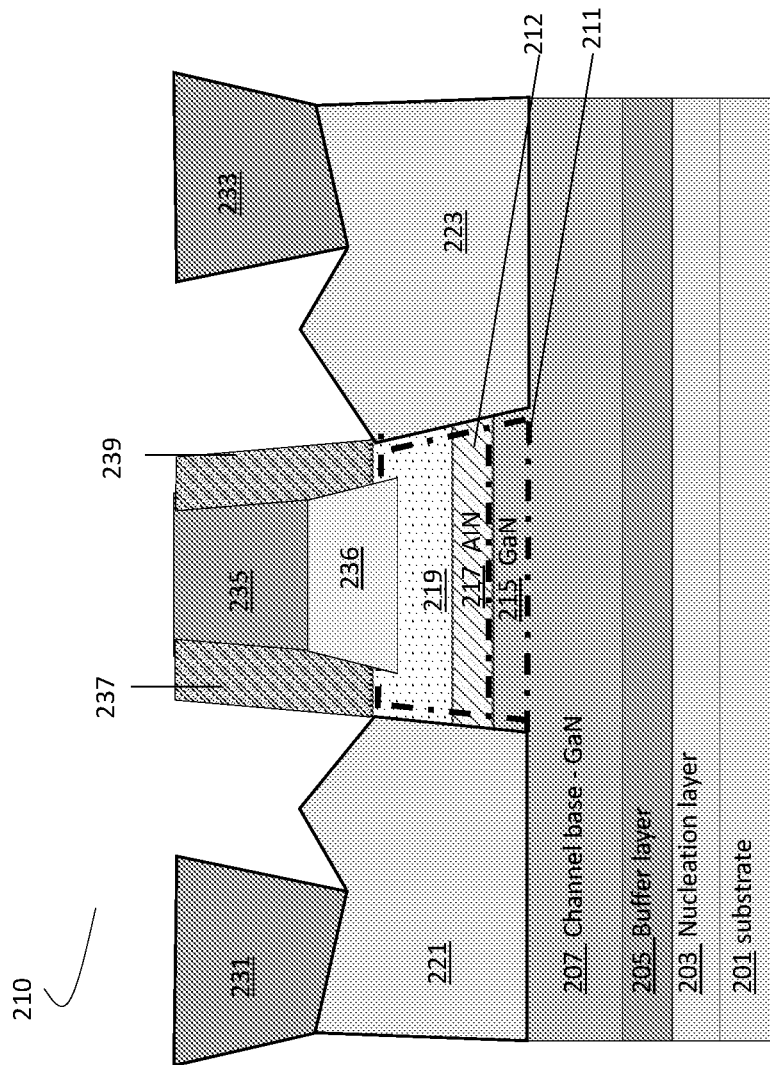 210
231
237
235
239
233
236
221
219
223
217 AlN
215 GaN
212
211
207 Channel base - GaN
205 Buffer layer
203 Nucleation layer
201 substrate